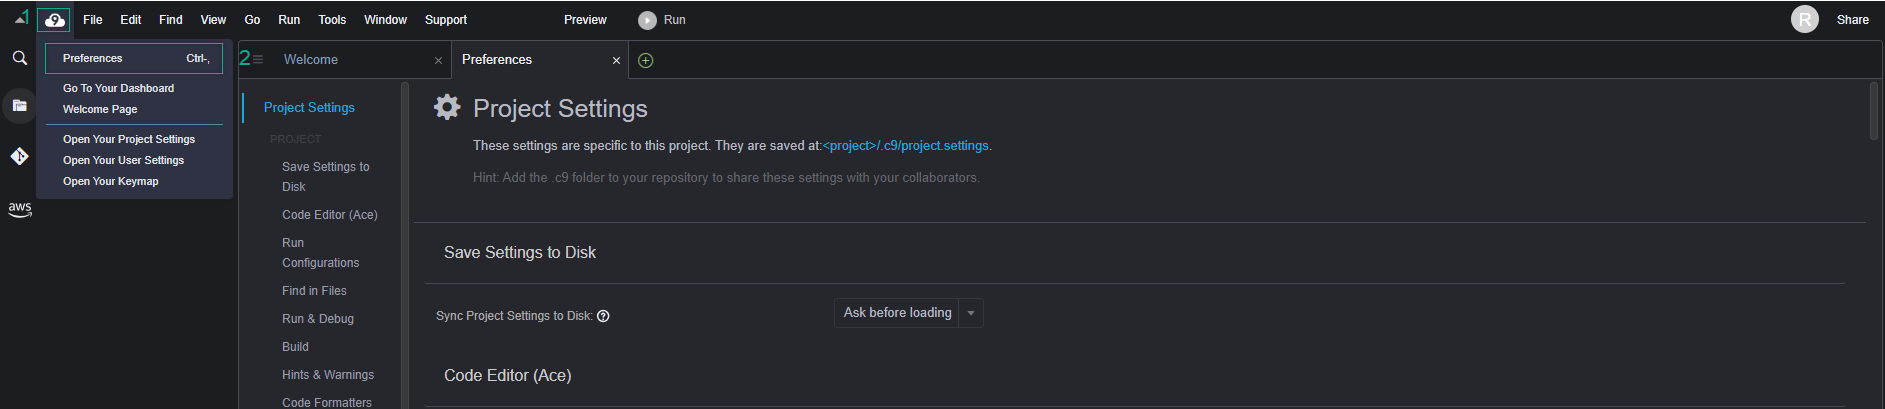 1 9 File Edit Find View Go Run Tools Window Support Preview Run R Share
Preferences Ctrl-,
Go To Your Dashboard
Welcome Page
Open Your Project Settings
Open Your User Settings
Open Your Keymap
aws
2 Welcome × Preferences ×
Project Settings
PROJECT
Save Settings to
Disk
Code Editor (Ace)
Run
Configurations
Find in Files
Run & Debug
Build
Hints & Warnings
Code Formatters
Project Settings
These settings are specific to this project. They are saved at:<project>/.c9/project.settings.
Hint: Add the .c9 folder to your repository to share these settings with your collaborators.
Save Settings to Disk
Sync Project Settings to Disk: ? Ask before loading
Code Editor (Ace)